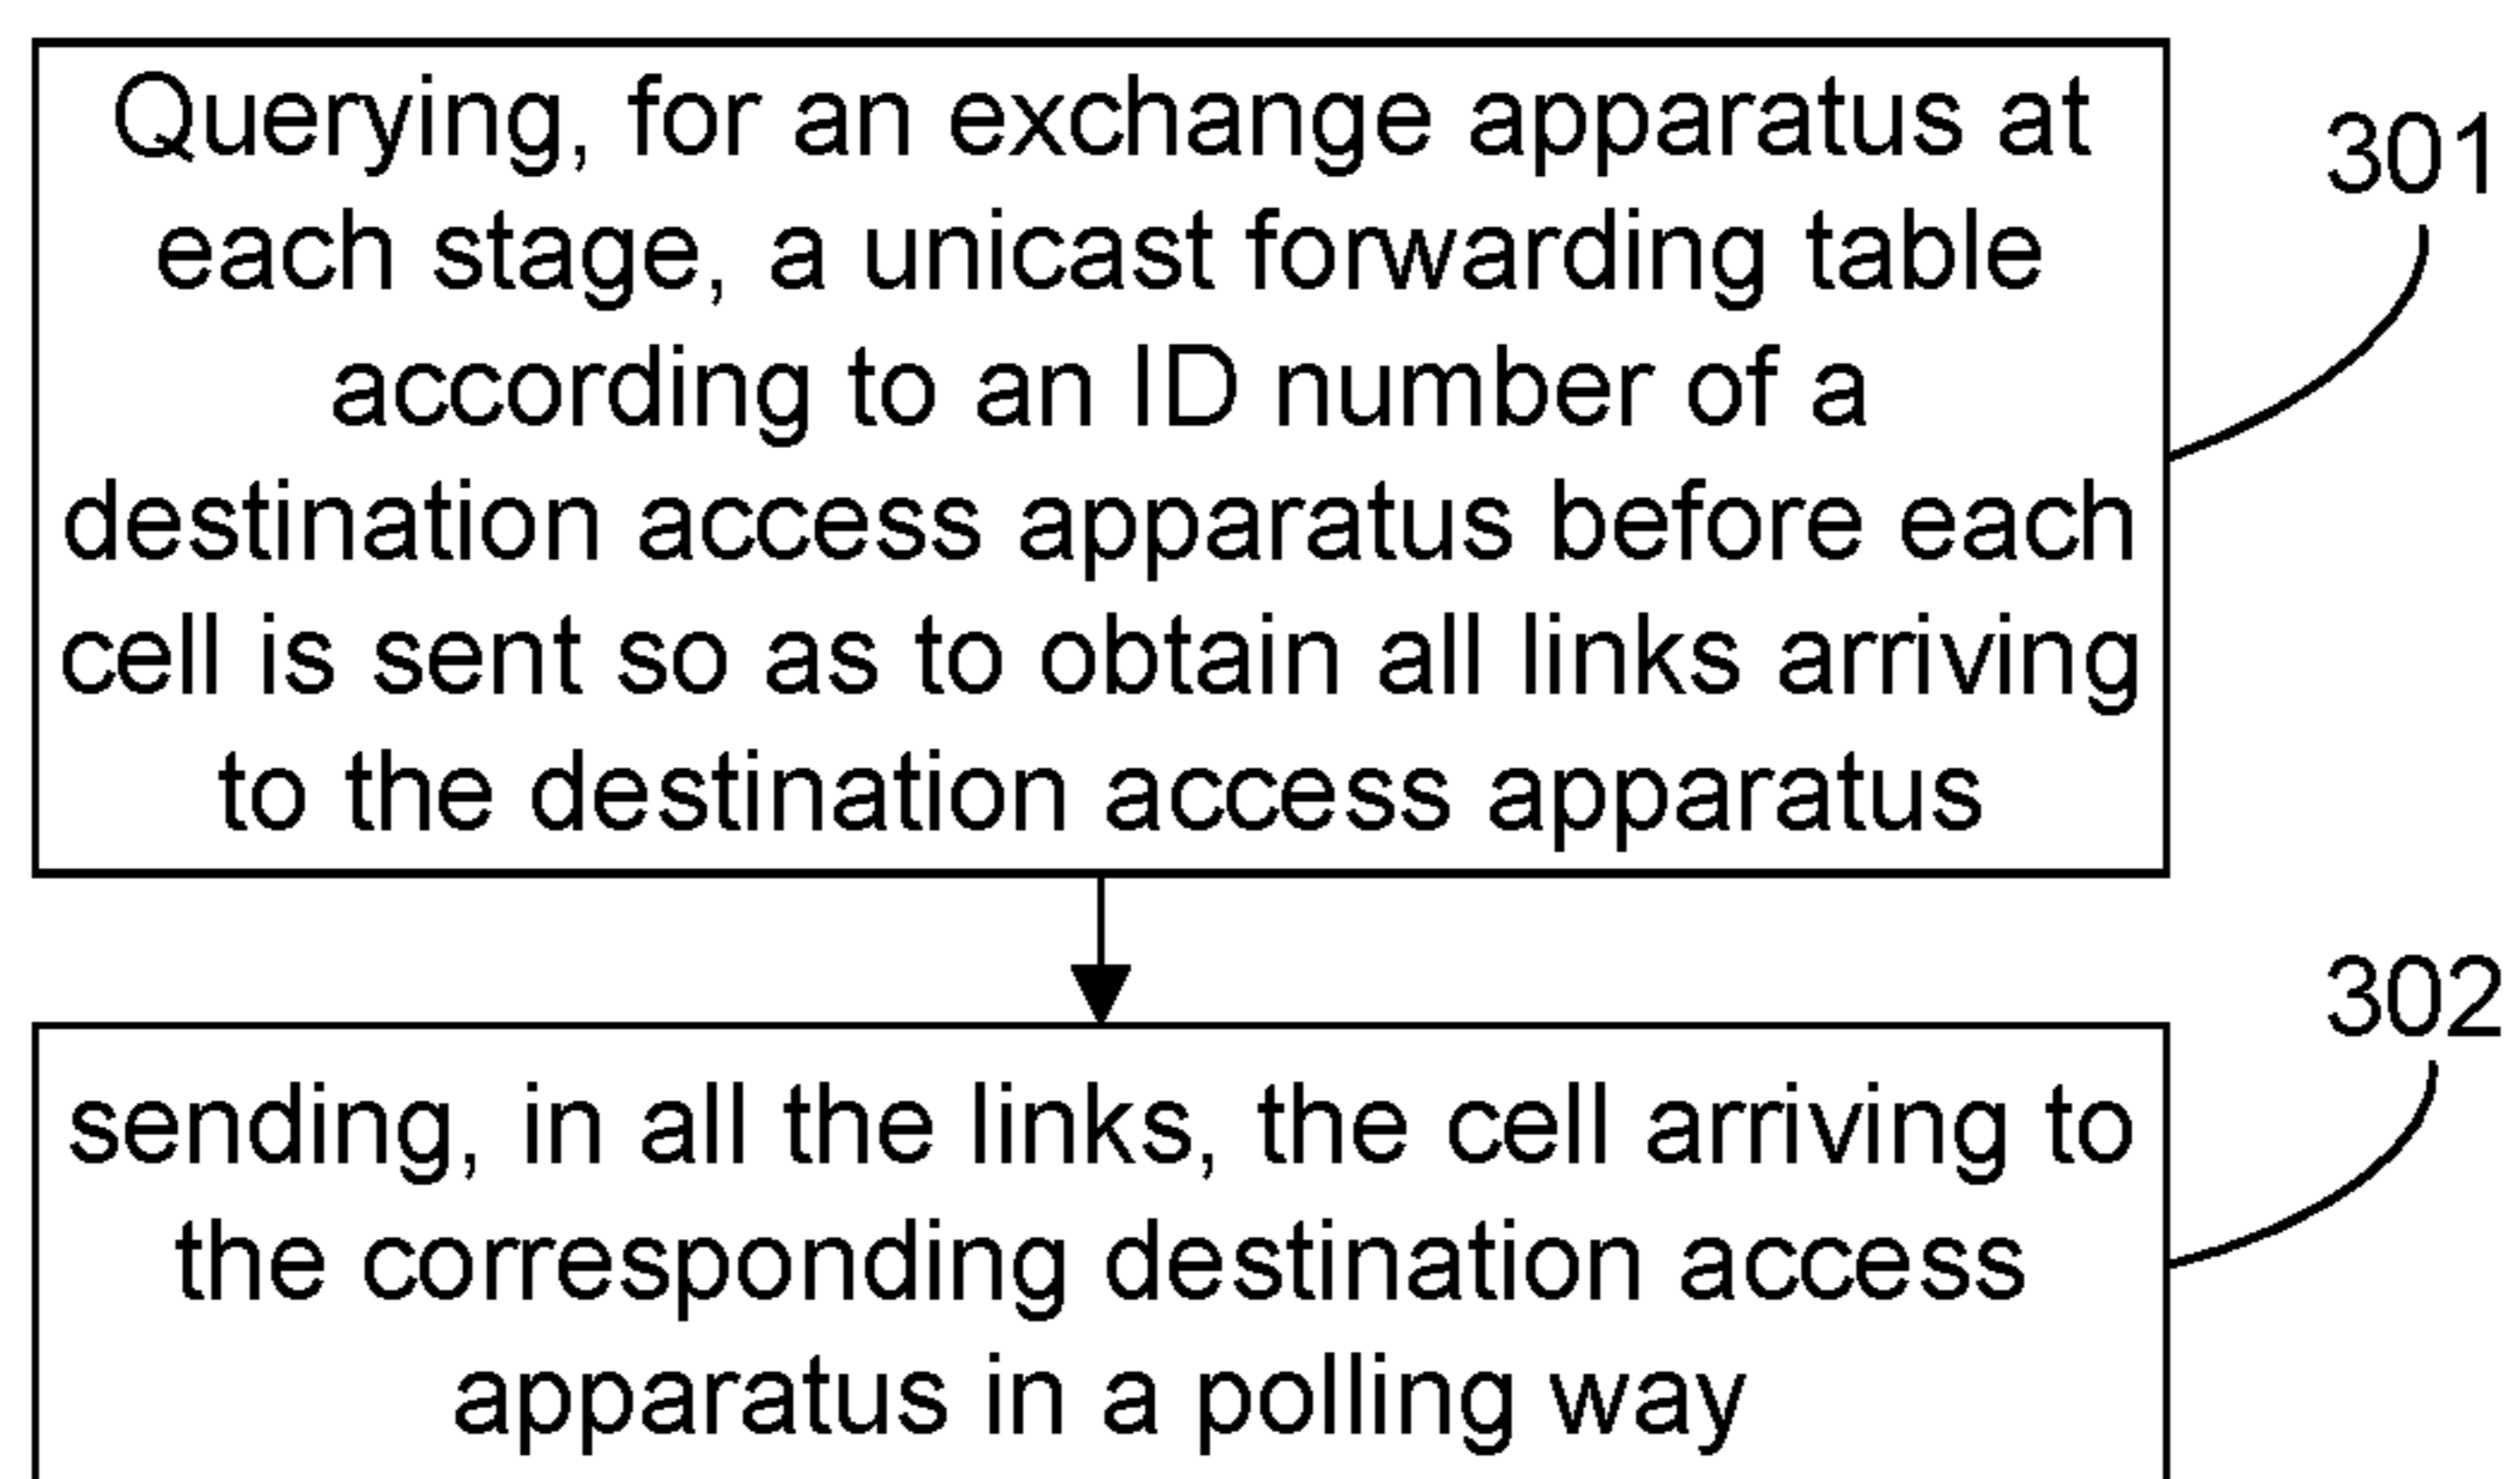 Querying, for an exchange apparatus at
each stage, a unicast forwarding table
according to an ID number of a
destination access apparatus before each
cell is sent so as to obtain all links arriving
to the destination access apparatus
301
sending, in all the links, the cell arriving to
the corresponding destination access
apparatus in a polling way
302